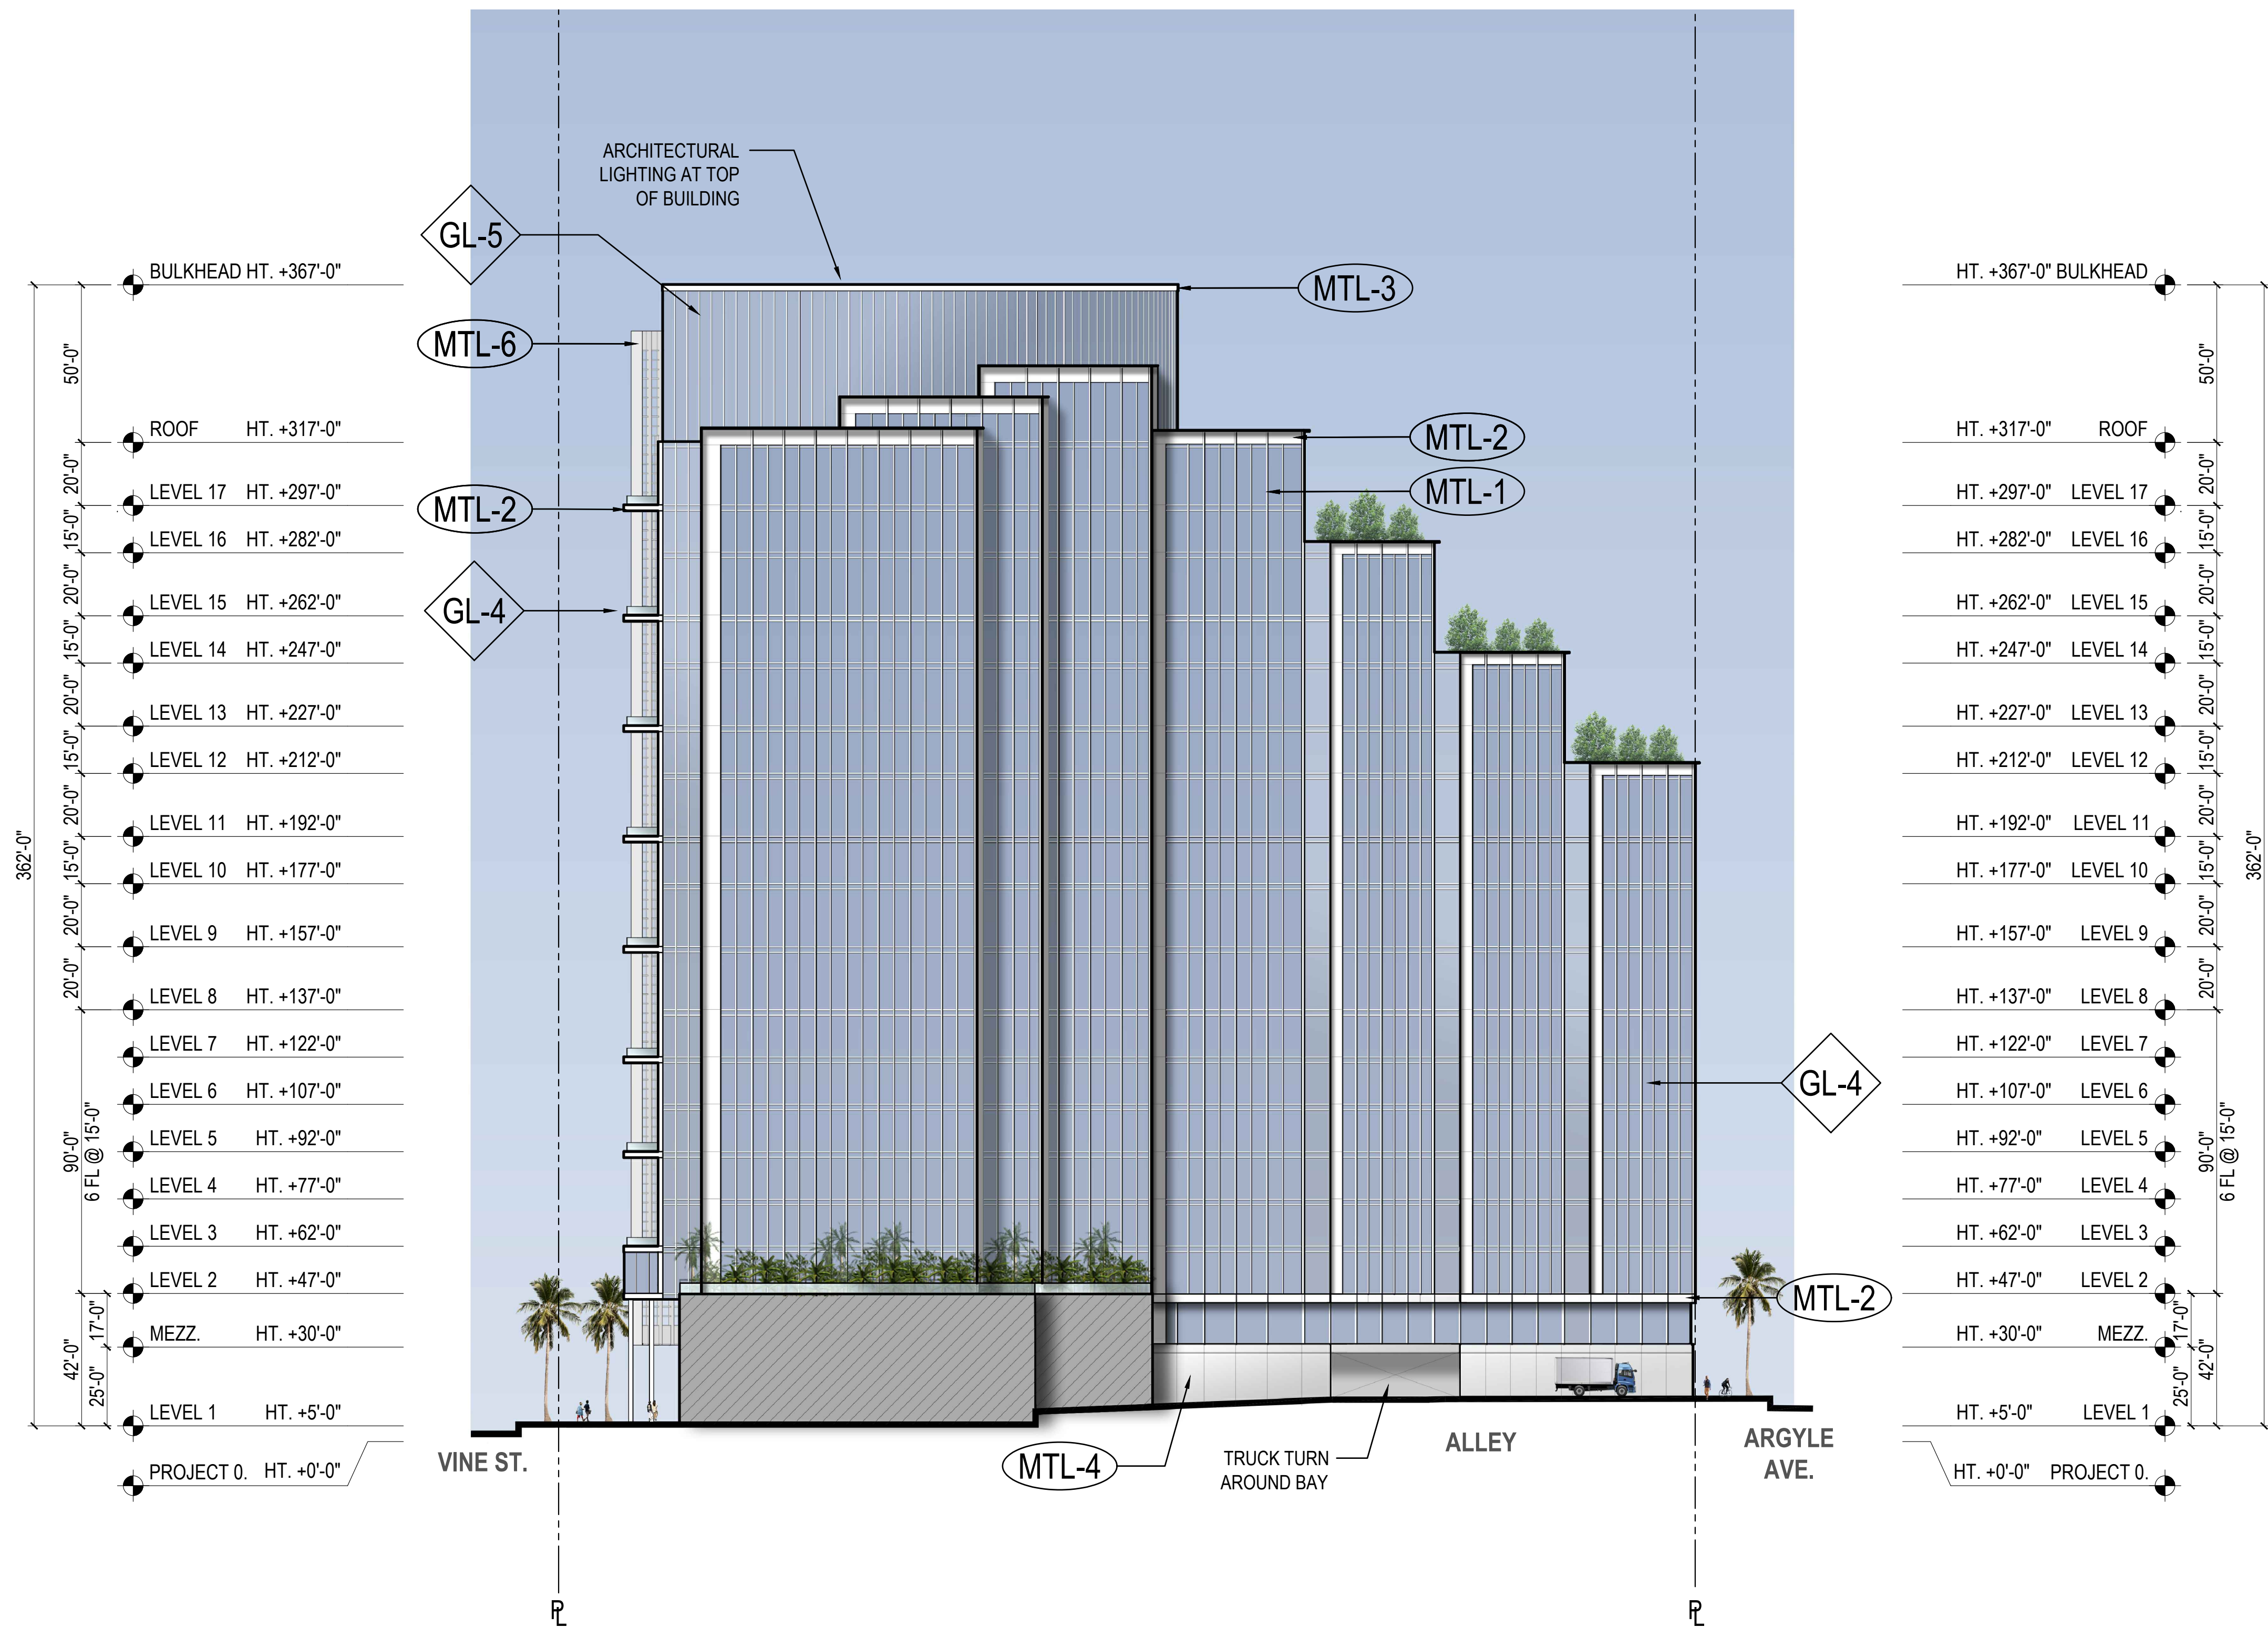 ARCHITECTURAL
LIGHTING AT TOP
OF BUILDING
GL-5
MTL-3
MTL-6
MTL-2
MTL-1
MTL-2
GL-4
GL-4
MTL-2
MTL-4
TRUCK TURN
AROUND BAY
ALLEY
VINE ST.
ARGYLE
AVE.
PL
PL
BULKHEAD HT. +367'-0"
ROOF HT. +317'-0"
LEVEL 17 HT. +297'-0"
LEVEL 16 HT. +282'-0"
LEVEL 15 HT. +262'-0"
LEVEL 14 HT. +247'-0"
LEVEL 13 HT. +227'-0"
LEVEL 12 HT. +212'-0"
LEVEL 11 HT. +192'-0"
LEVEL 10 HT. +177'-0"
LEVEL 9 HT. +157'-0"
LEVEL 8 HT. +137'-0"
LEVEL 7 HT. +122'-0"
LEVEL 6 HT. +107'-0"
LEVEL 5 HT. +92'-0"
LEVEL 4 HT. +77'-0"
LEVEL 3 HT. +62'-0"
LEVEL 2 HT. +47'-0"
MEZZ. HT. +30'-0"
LEVEL 1 HT. +5'-0"
PROJECT 0. HT. +0'-0"
362'-0"
50'-0"
20'-0"
15'-0"
20'-0"
15'-0"
20'-0"
15'-0"
20'-0"
15'-0"
20'-0"
20'-0"
90'-0"
6 FL @ 15'-0"
42'-0"
17'-0"
25'-0"
HT. +367'-0" BULKHEAD
HT. +317'-0" ROOF
HT. +297'-0" LEVEL 17
HT. +282'-0" LEVEL 16
HT. +262'-0" LEVEL 15
HT. +247'-0" LEVEL 14
HT. +227'-0" LEVEL 13
HT. +212'-0" LEVEL 12
HT. +192'-0" LEVEL 11
HT. +177'-0" LEVEL 10
HT. +157'-0" LEVEL 9
HT. +137'-0" LEVEL 8
HT. +122'-0" LEVEL 7
HT. +107'-0" LEVEL 6
HT. +92'-0" LEVEL 5
HT. +77'-0" LEVEL 4
HT. +62'-0" LEVEL 3
HT. +47'-0" LEVEL 2
HT. +30'-0" MEZZ.
HT. +5'-0" LEVEL 1
HT. +0'-0" PROJECT 0.
50'-0"
20'-0"
15'-0"
20'-0"
15'-0"
20'-0"
15'-0"
20'-0"
15'-0"
20'-0"
20'-0"
90'-0"
6 FL @ 15'-0"
17'-0"
42'-0"
25'-0"
362'-0"